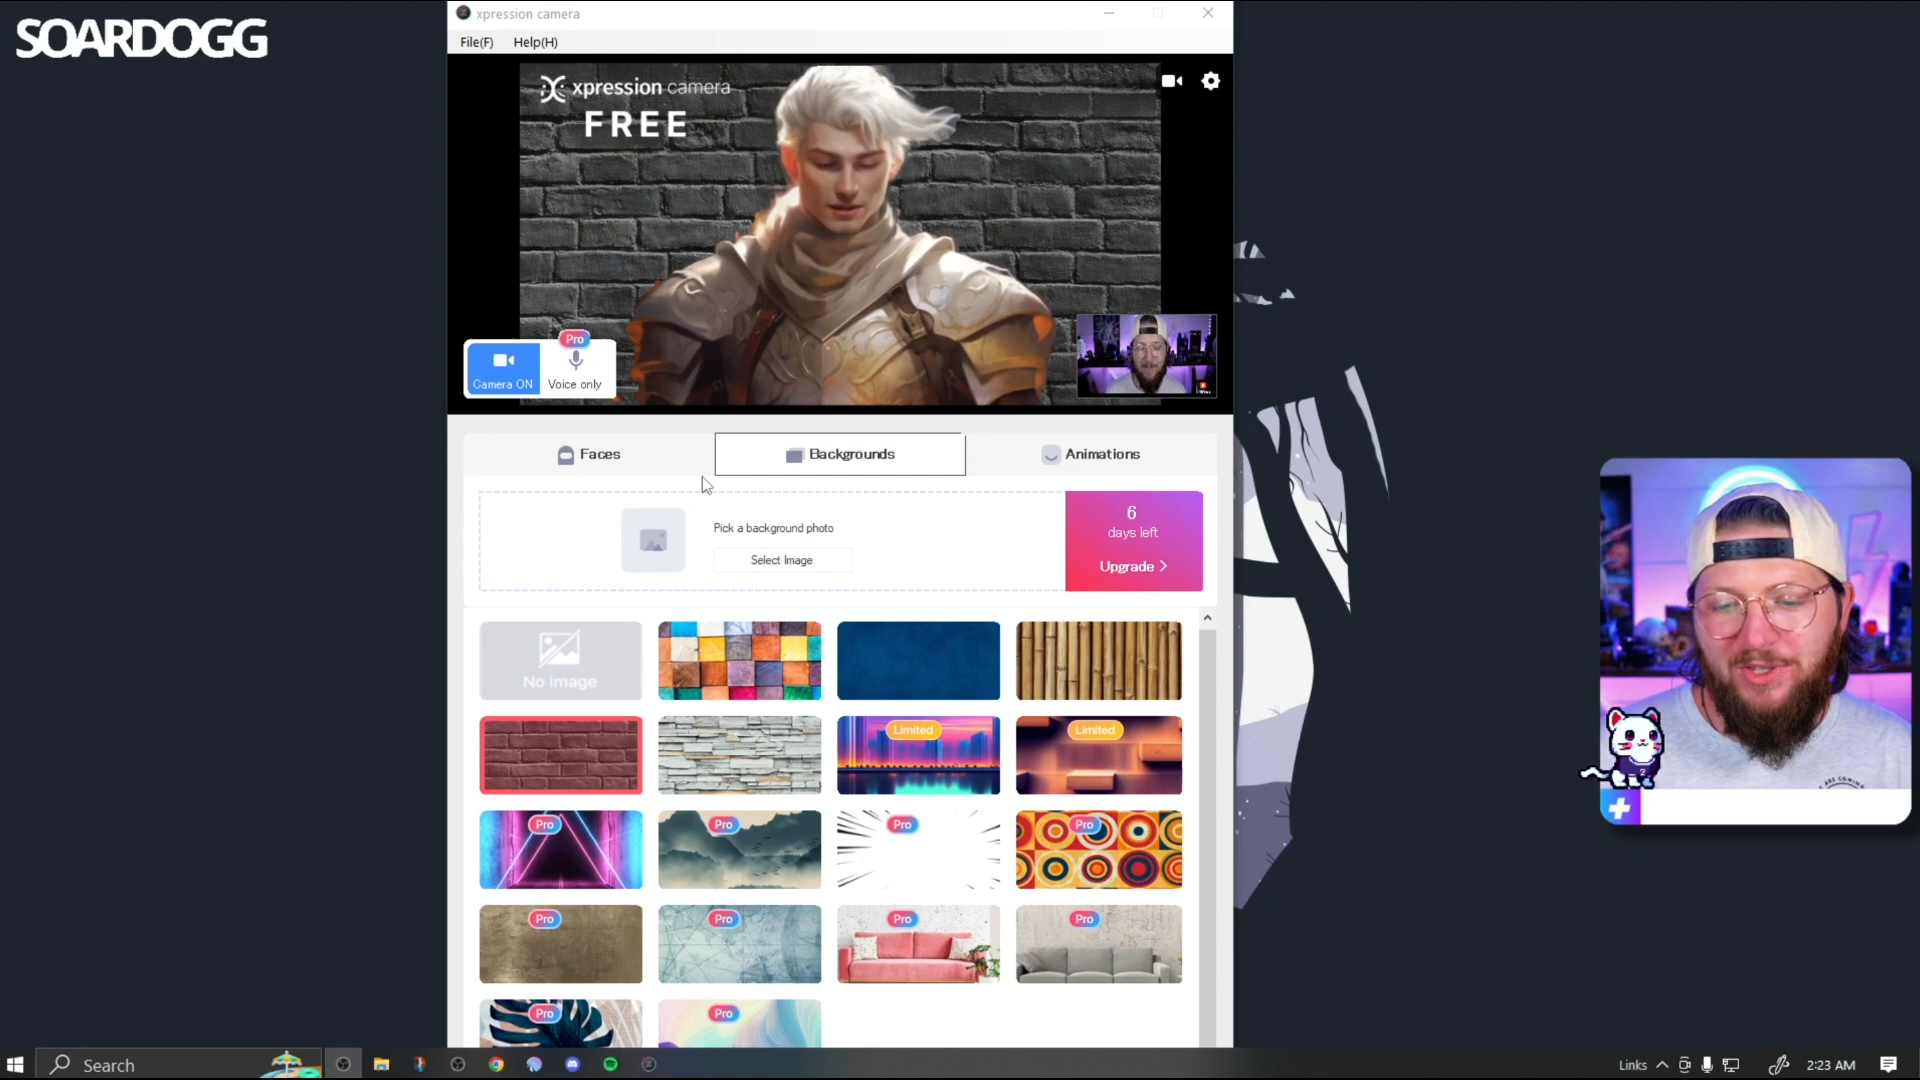 SOARDOGG
xpression camera
File(F) Help(H)
xpression camera
FREE
Pro
Camera ON
Voice only
Faces
Backgrounds
Animations
Pick a background photo
Select Image
6
days left
Upgrade >
No image
Limited
Limited
Pro
Pro
Pro
Pro
Pro
Pro
Pro
Pro
Pro
Pro
Search
Links
2:23 AM